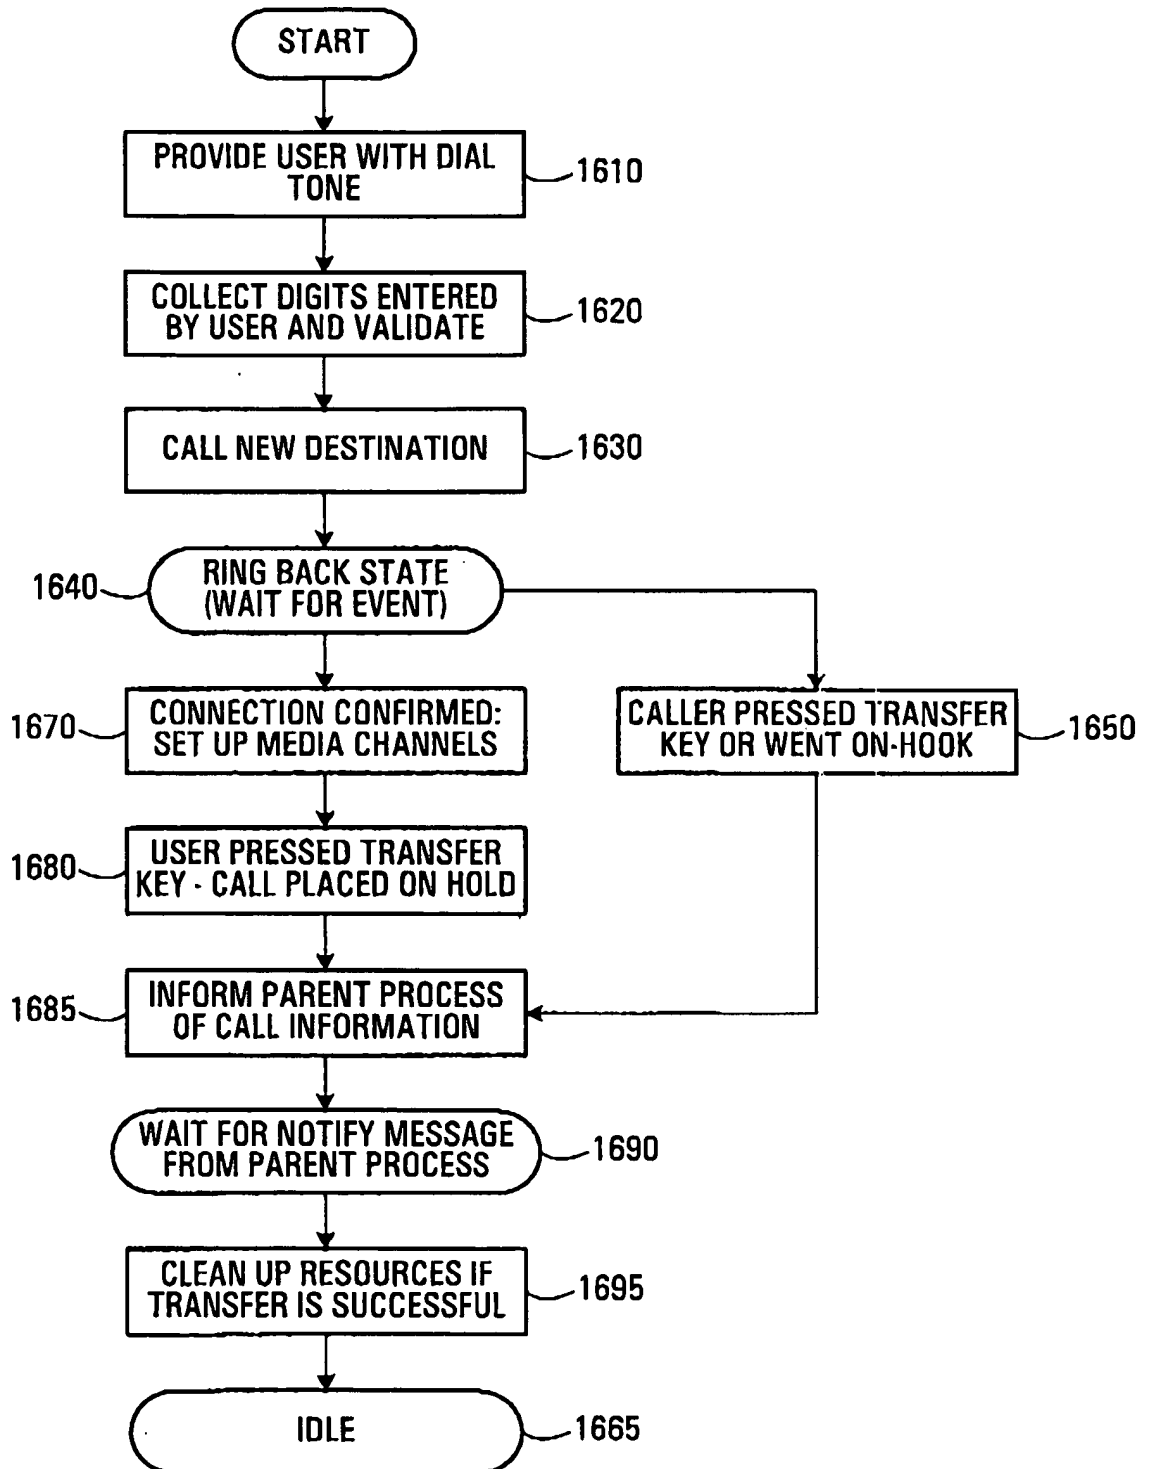 START
PROVIDE USER WITH DIAL
TONE
1610
COLLECT DIGITS ENTERED
BY USER AND VALIDATE
1620
CALL NEW DESTINATION
1630
1640
RING BACK STATE
(WAIT FOR EVENT)
1670
CONNECTION CONFIRMED:
SET UP MEDIA CHANNELS
CALLER PRESSED TRANSFER
KEY OR WENT ON-HOOK
1650
1680
USER PRESSED TRANSFER
KEY - CALL PLACED ON HOLD
1685
INFORM PARENT PROCESS
OF CALL INFORMATION
WAIT FOR NOTIFY MESSAGE
FROM PARENT PROCESS
1690
CLEAN UP RESOURCES IF
TRANSFER IS SUCCESSFUL
1695
IDLE
1665